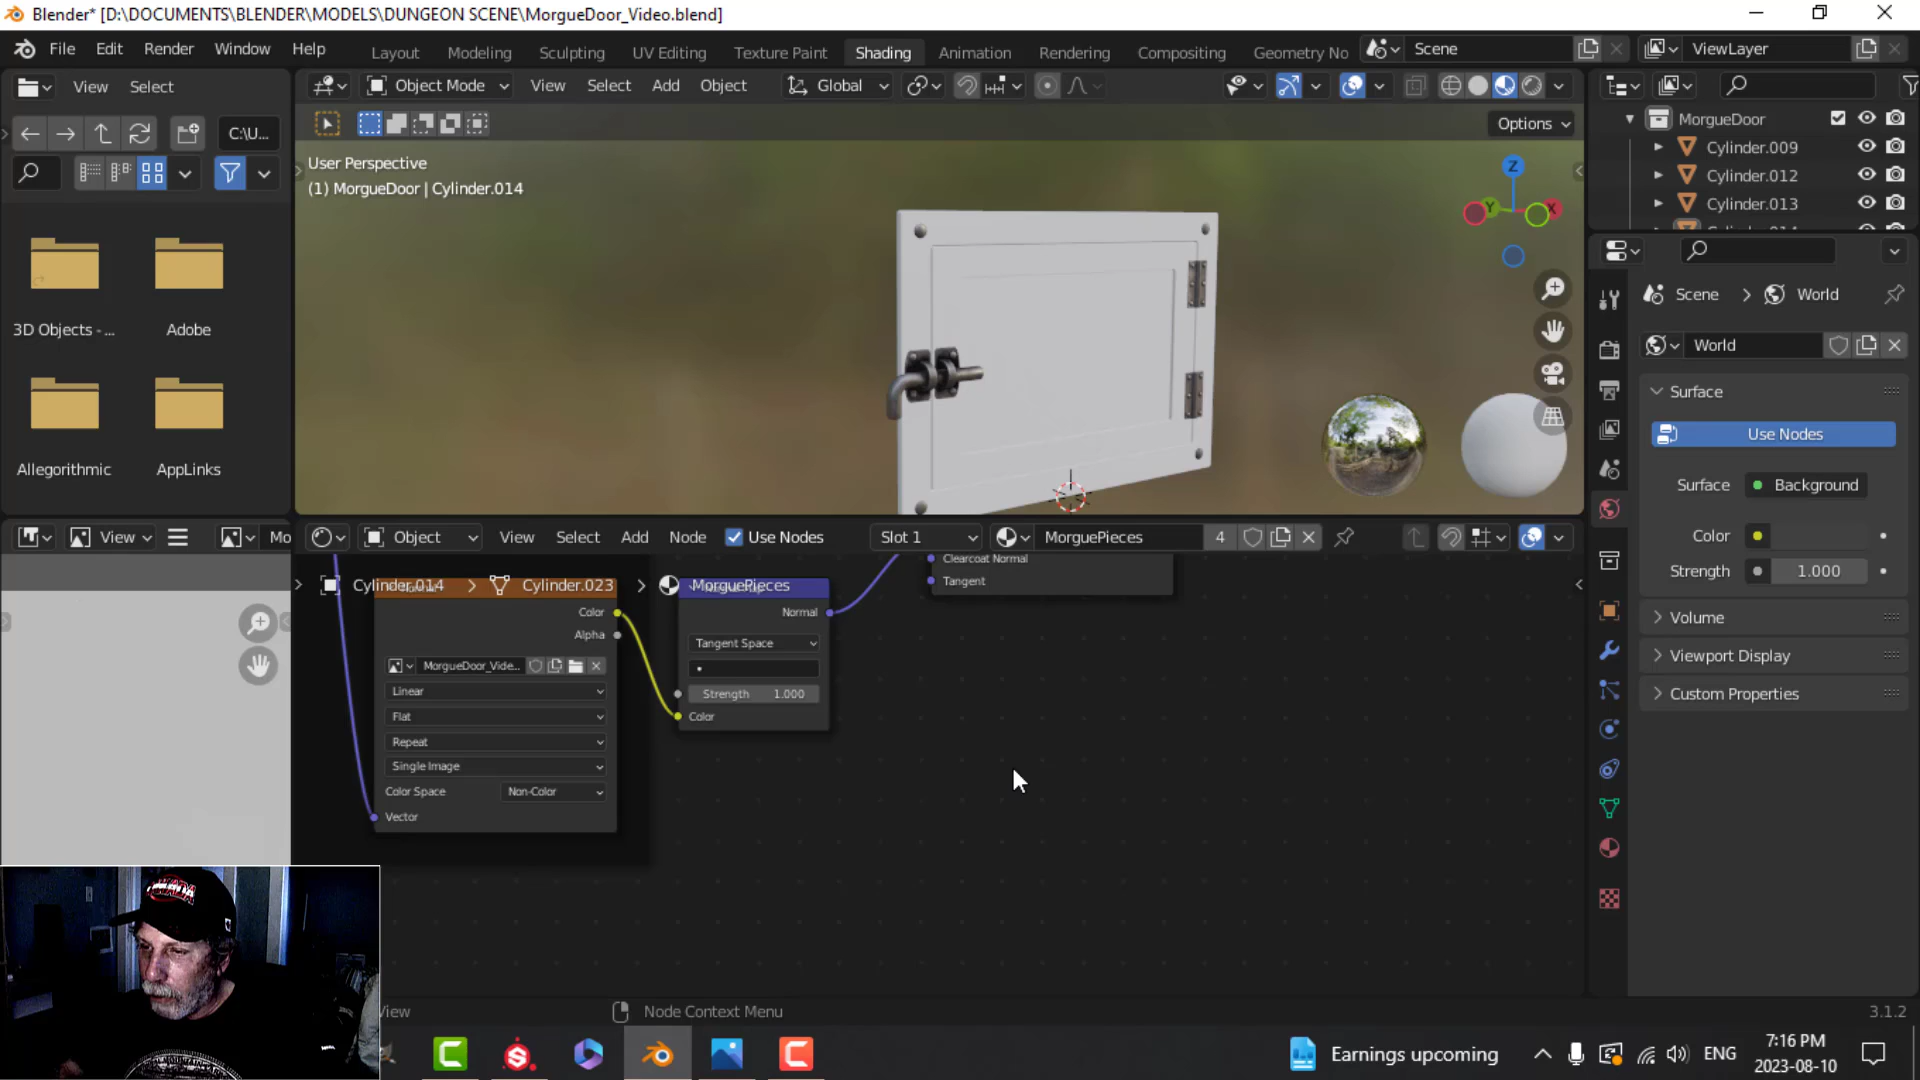 Blender* [D:\DOCUMENTS\BLENDER\MODELS\DUNGEON SCENE\MorgueDoor_Video.blend]
File Edit Render Window Help
Layout Modeling Sculpting UV Editing Texture Paint Shading Animation Rendering Compositing Geometry No
Scene
ViewLayer
View Select
Object Mode View Select Add Object Global
C:\U...
Options
User Perspective
(1) MorgueDoor | Cylinder.014
Z
Y
X
3D Objects - ...
Adobe
Allegorithmic
AppLinks
MorgueDoor
Cylinder.009
Cylinder.012
Cylinder.013
Scene > World
World
Surface
Use Nodes
Surface Background
Color
Strength 1.000
Volume
Viewport Display
Custom Properties
View
Mo
Object View Select Add Node Use Nodes Slot 1 MorguePieces 4
Cylinder.014 > Cylinder.023 > MorguePieces
Clearcoat Normal
Tangent
Color
Alpha
MorgueDoor_Vide...
Linear
Flat
Repeat
Single Image
Color Space Non-Color
Vector
Normal
Tangent Space
Strength 1.000
Color
View
Node Context Menu
3.1.2
Earnings upcoming
ENG
7:16 PM
2023-08-10